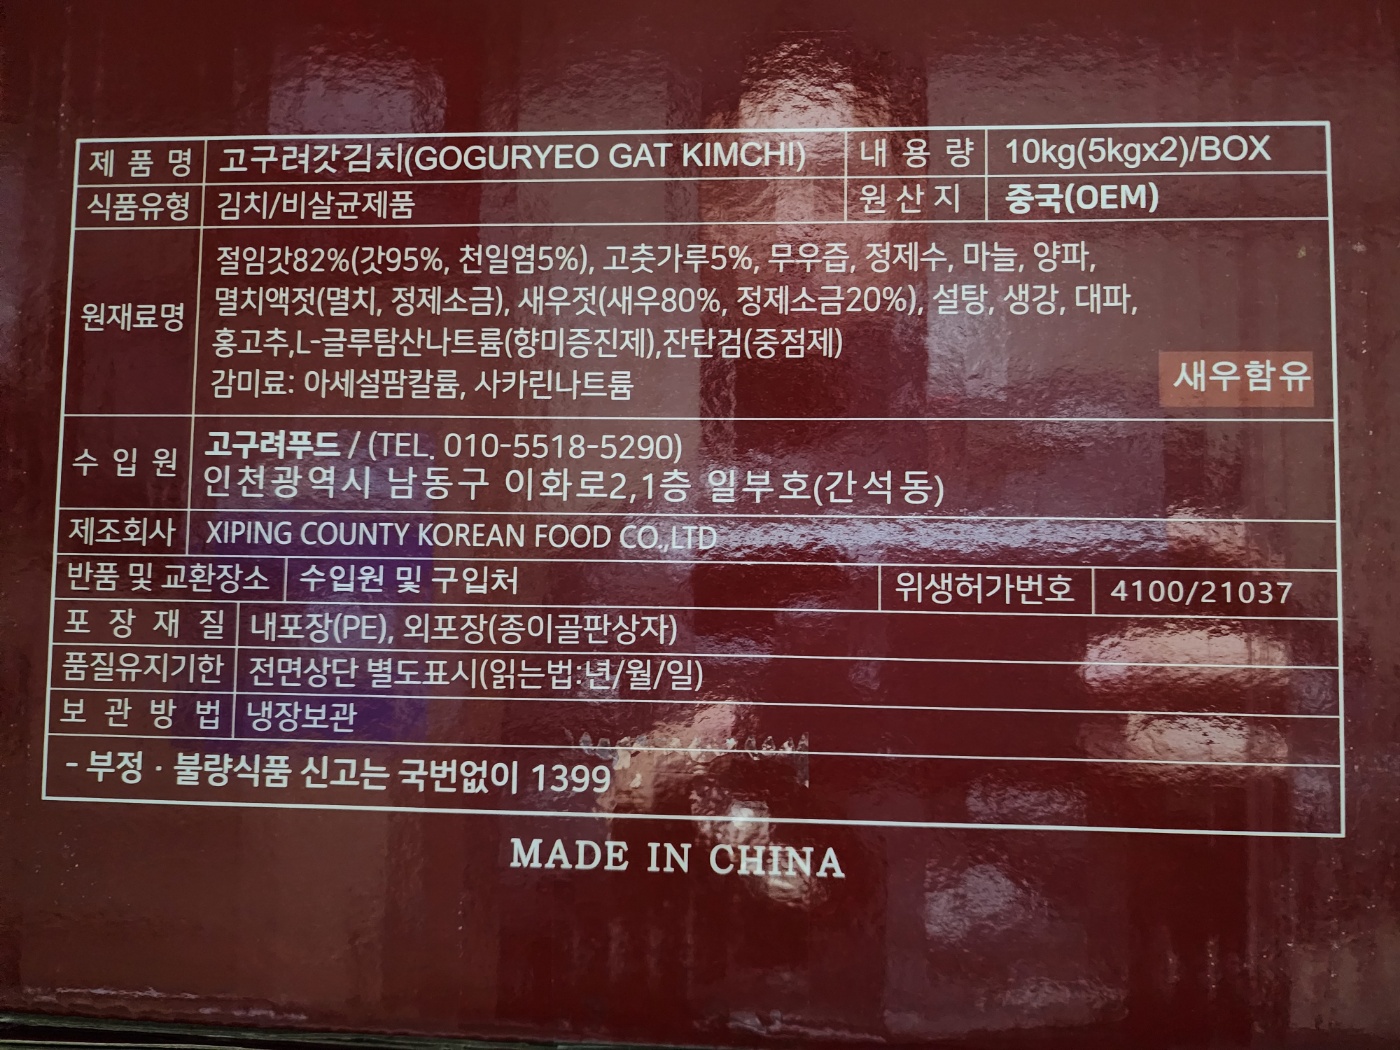 제 품 명 고구려갓김치(GOGURYEO GAT KIMCHI) 내 용 량 10kg(5kgx2)/BOX
식품유형 김치/비살균제품 원 산 지 중국(OEM)
원재료명 절임갓82%(갓95%, 천일염5%), 고춧가루5%, 무우즙, 정제수, 마늘, 양파,
멸치액젓(멸치, 정제소금), 새우젓(새우80%, 정제소금20%), 설탕, 생강, 대파,
홍고추,L-글루탐산나트륨(향미증진제),잔탄검(중점제)
감미료: 아세설팜칼륨, 사카린나트륨 새우함유
수 입 원 고구려푸드 / (TEL. 010-5518-5290)
인천광역시 남동구 이화로2,1층 일부호(간석동)
제조회사 XIPING COUNTY KOREAN FOOD CO.,LTD
반품 및 교환장소 수입원 및 구입처 위생허가번호 4100/21037
포 장 재 질 내포장(PE), 외포장(종이골판상자)
품질유지기한 전면상단 별도표시(읽는법:년/월/일)
보 관 방 법 냉장보관
- 부정 · 불량식품 신고는 국번없이 1399
MADE IN CHINA